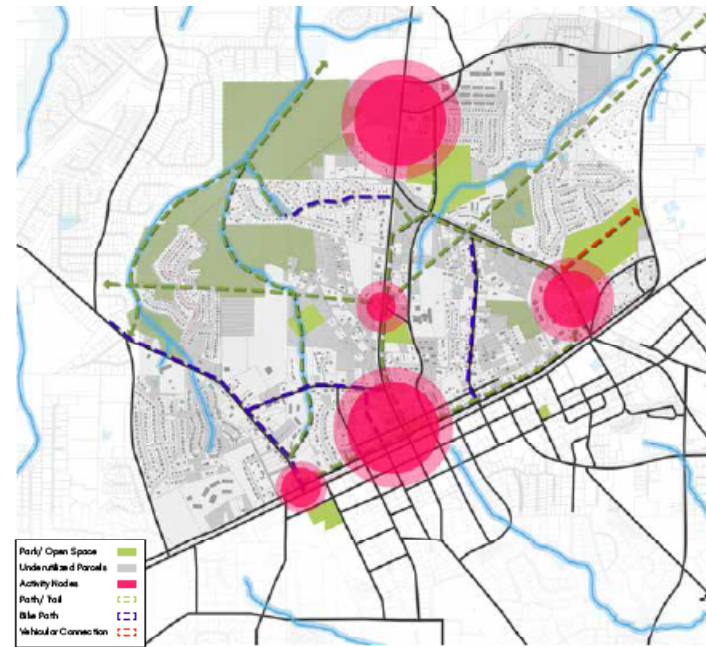 Park/ Open Space
Underutilized Parcels
Activity Nodes
Path/ Trail
Bike Path
Vehicular Connection